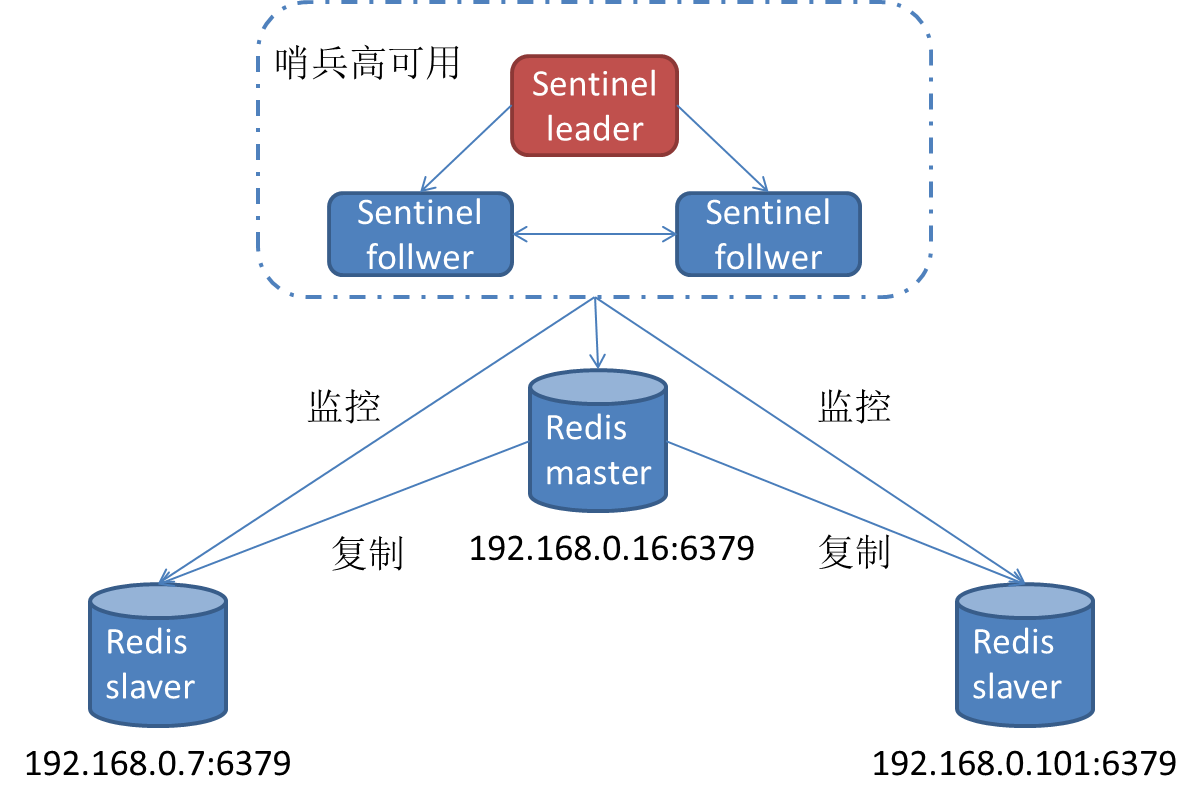 哨兵高可用
Sentinel
leader
Sentinel
follwer
Sentinel
follwer
监控
监控
Redis
master
192.168.0.16:6379
复制
复制
Redis
slaver
192.168.0.7:6379
Redis
slaver
192.168.0.101:6379